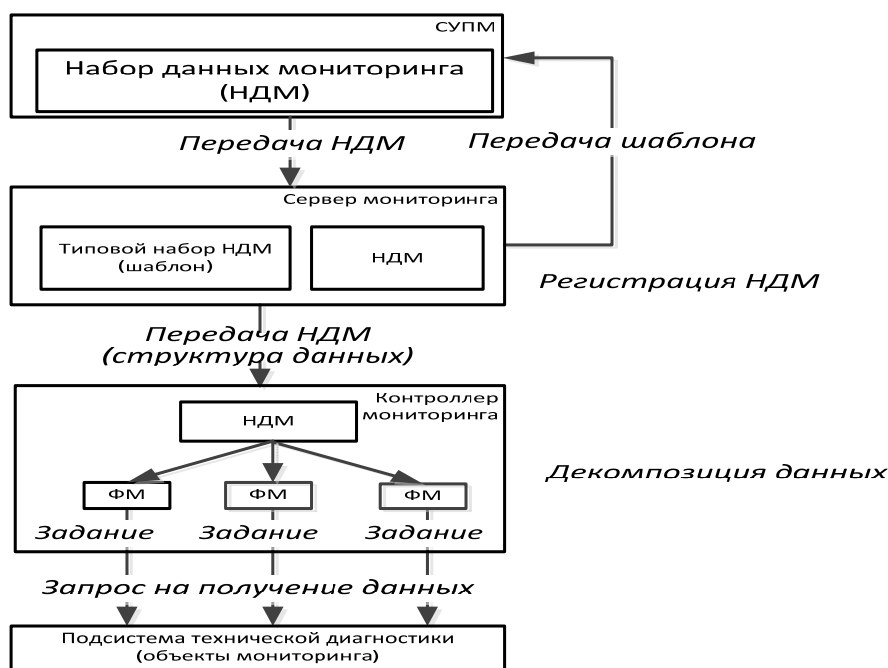 СУПМ
Набор данных мониторинга
(НДМ)
Передача НДМ
Передача шаблона
Сервер мониторинга
Типовой набор НДМ
(шаблон)
НДМ
Регистрация НДМ
Передача НДМ
(структура данных)
Контроллер
мониторинга
НДМ
Декомпозиция данных
ФМ
ФМ
ФМ
Задание
Задание
Задание
Запрос на получение данных
Подсистема технической диагностики
(объекты мониторинга)